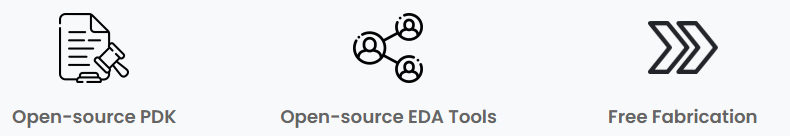 Open-source PDK
Open-source EDA Tools
Free Fabrication